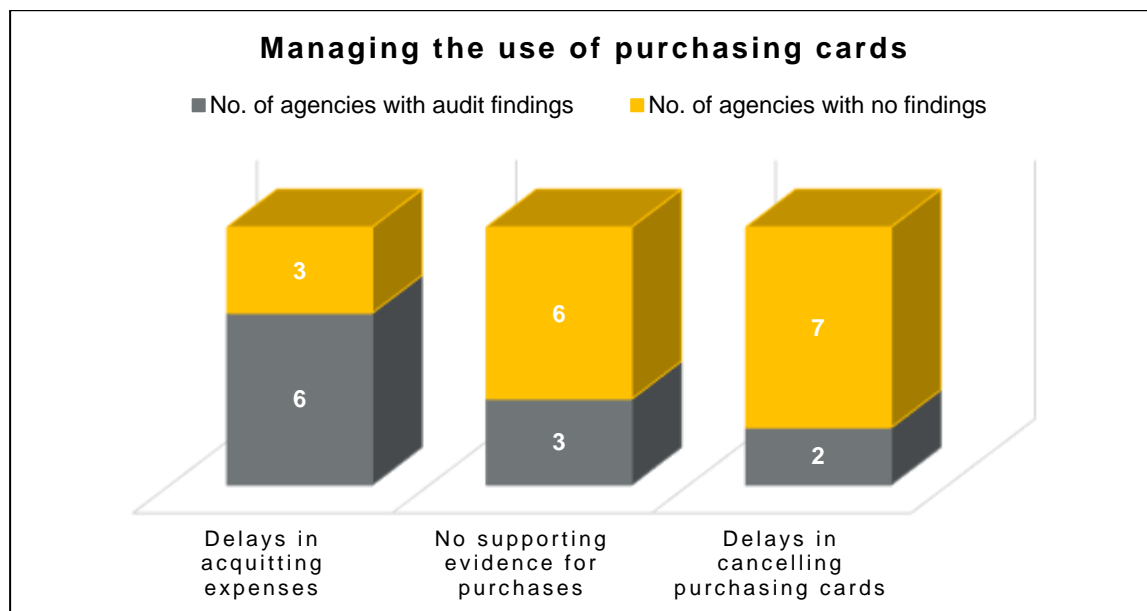 Managing the use of purchasing cards
No. of agencies with audit findings
No. of agencies with no findings
3
6
7
6
3
2
Delays in
acquitting
expenses
No supporting
evidence for
purchases
Delays in
cancelling
purchasing cards